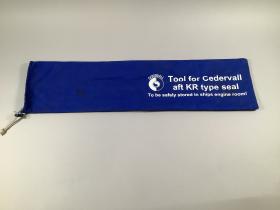 Tool for Cedervall
aft KR type seal
To be safely stored in ships engine room!